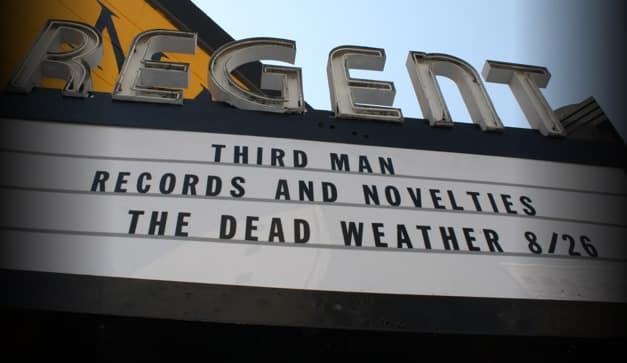 REGENT
THIRD MAN
RECORDS AND NOVELTIES
THE DEAD WEATHER 8/26